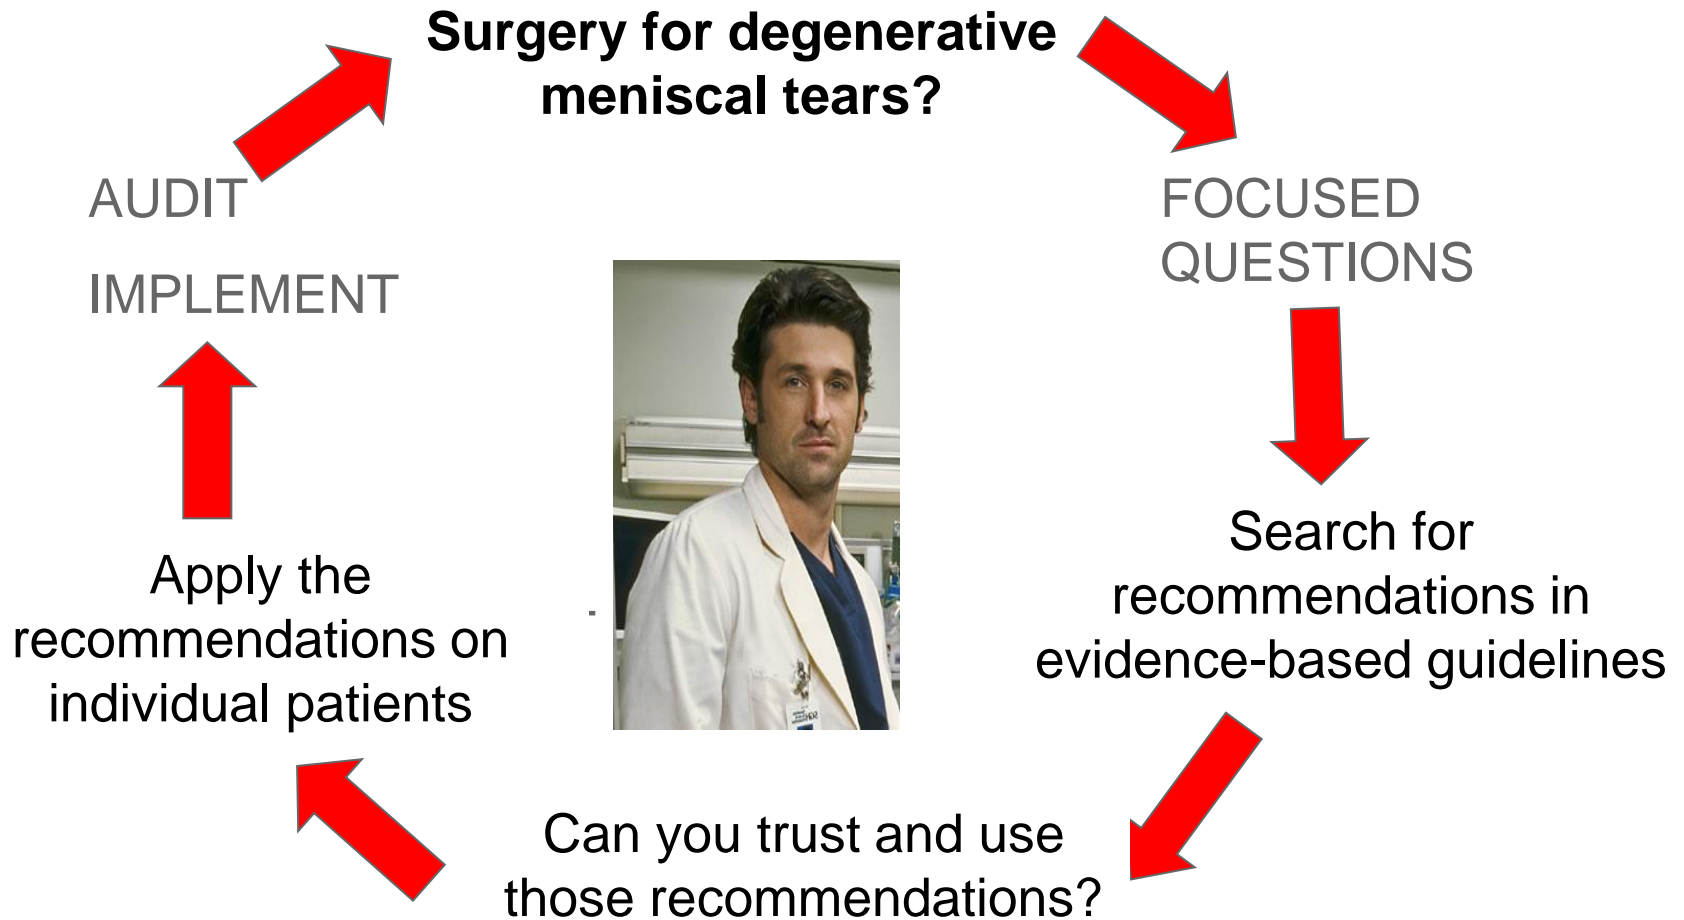 Surgery for degenerative
meniscal tears?
FOCUSED
QUESTIONS
Search for
recommendations in
evidence-based guidelines
Can you trust and use
those recommendations?
Apply the
recommendations on
individual patients
AUDIT
IMPLEMENT